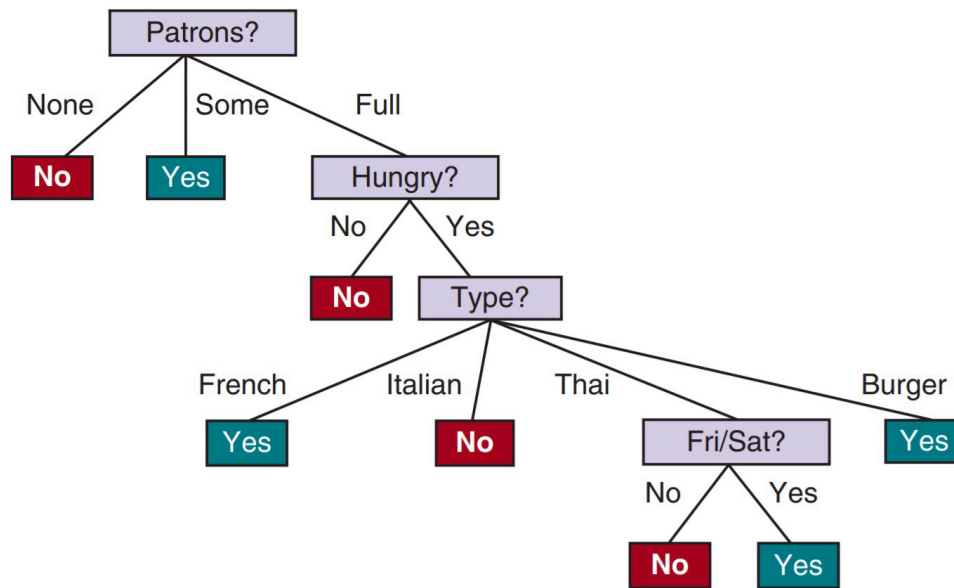 Patrons?
None Some Full
No Yes Hungry?
No Yes
No Type?
French Italian Thai Burger
Yes No Fri/Sat? Yes
No Yes
No Yes